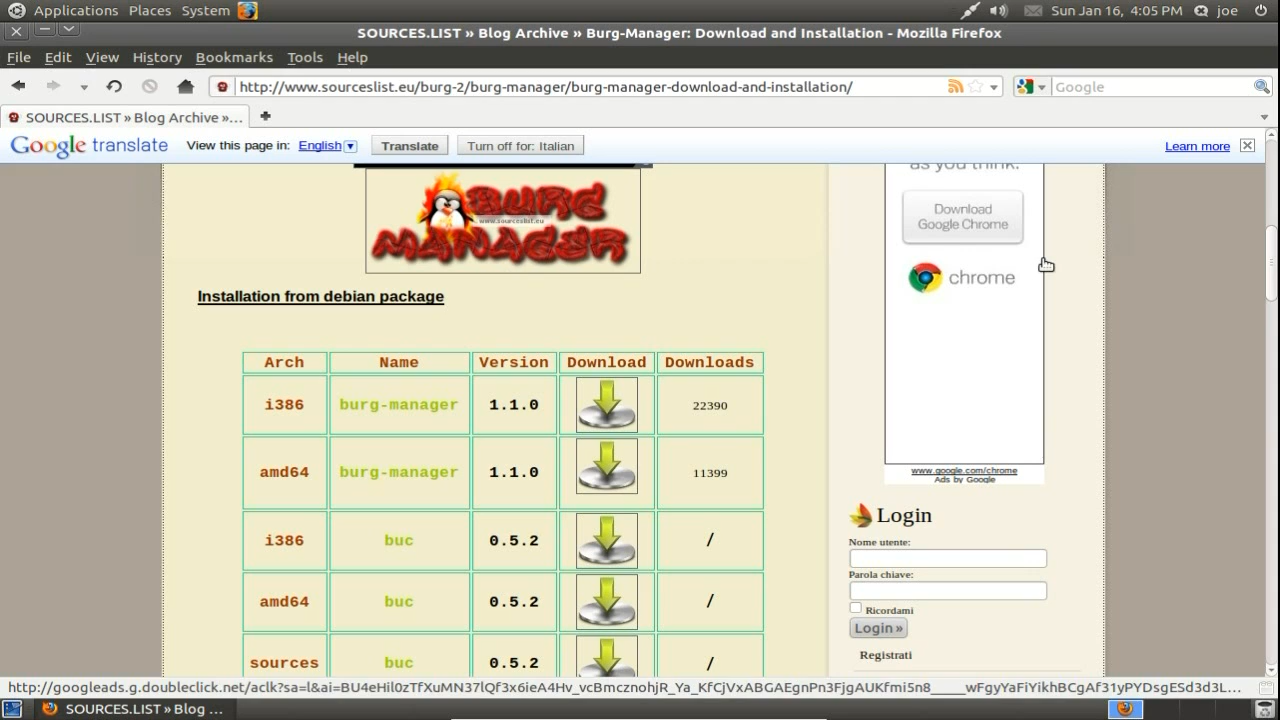 Applications Places System Sun Jan 16, 4:05 PM joe
SOURCES.LIST » Blog Archive » Burg-Manager: Download and Installation - Mozilla Firefox
File Edit View History Bookmarks Tools Help
http://www.sourceslist.eu/burg-2/burg-manager/burg-manager-download-and-installation/ Google
SOURCES.LIST » Blog Archive »...
Google translate View this page in: English Translate Turn off for: Italian Learn more
as you think.
BURG
www.sourceslist.eu
MANAGER
Download
Google Chrome
chrome
Installation from debian package
Arch Name Version Download Downloads
i386 burg-manager 1.1.0 22390
amd64 burg-manager 1.1.0 11399
i386 buc 0.5.2 /
amd64 buc 0.5.2 /
sources buc 0.5.2 /
www.google.com/chrome
Ads by Google
Login
Nome utente:
Parola chiave:
Ricordami
Login »
Registrati
SOURCES.LIST » Blog ...